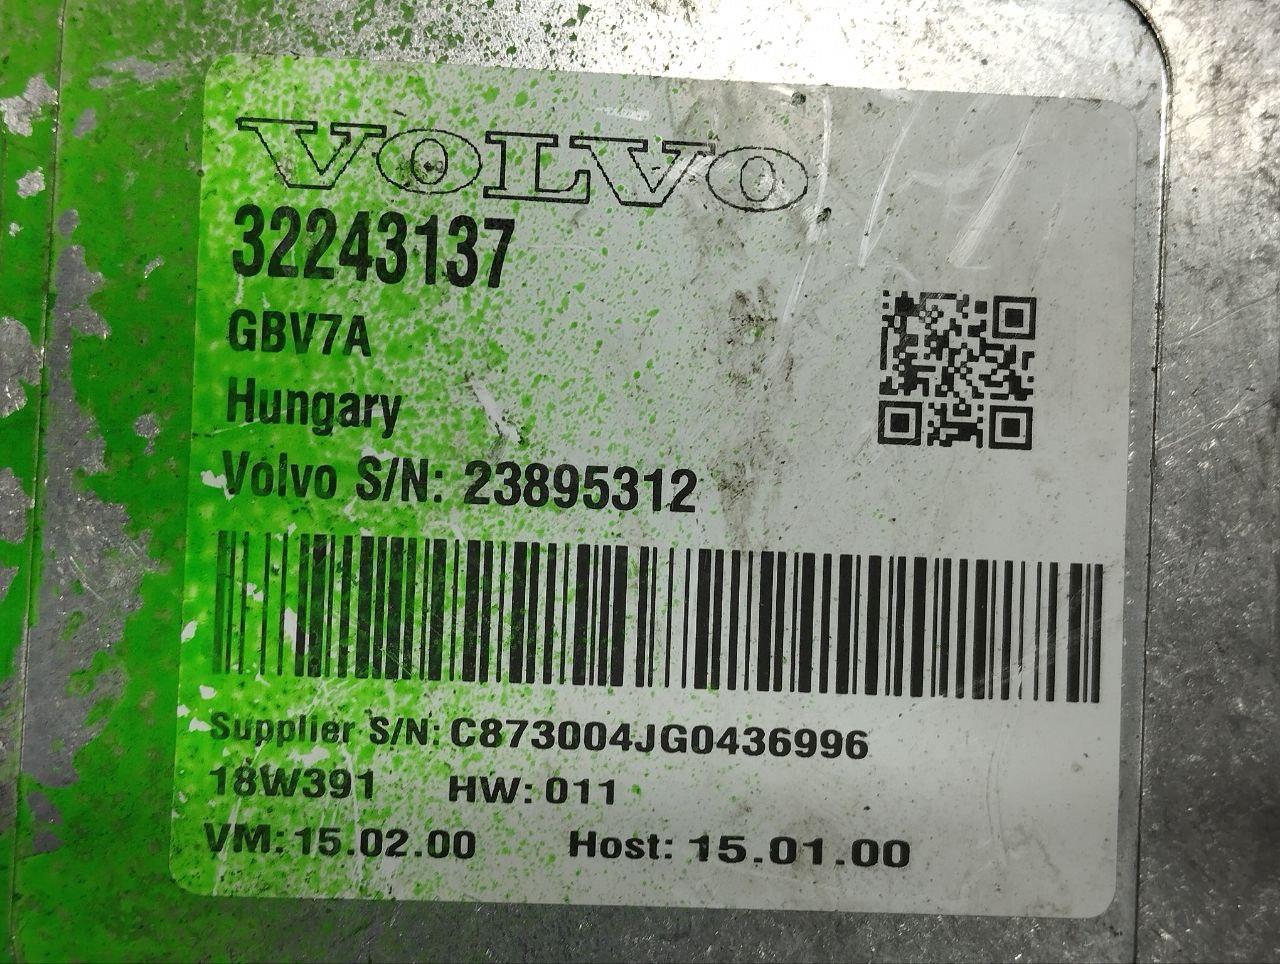 VOLVO
32243137
GBV7A
Hungary
Volvo S/N: 23895312
Supplier S/N: C873004JG0436996
18W391 HW: 011
VM: 15.02.00 Host: 15.01.00